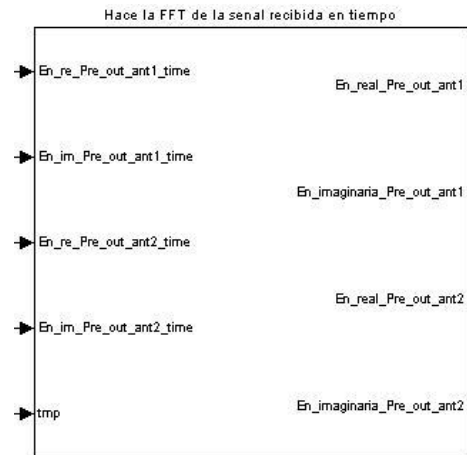 Hace la FFT de la senal recibida en tiempo
En_re_Pre_out_ant1_time
En_real_Pre_out_ant1
En_im_Pre_out_ant1_time
En_imaginaria_Pre_out_ant1
En_re_Pre_out_ant2_time
En_real_Pre_out_ant2
En_im_Pre_out_ant2_time
En_imaginaria_Pre_out_ant2
tmp